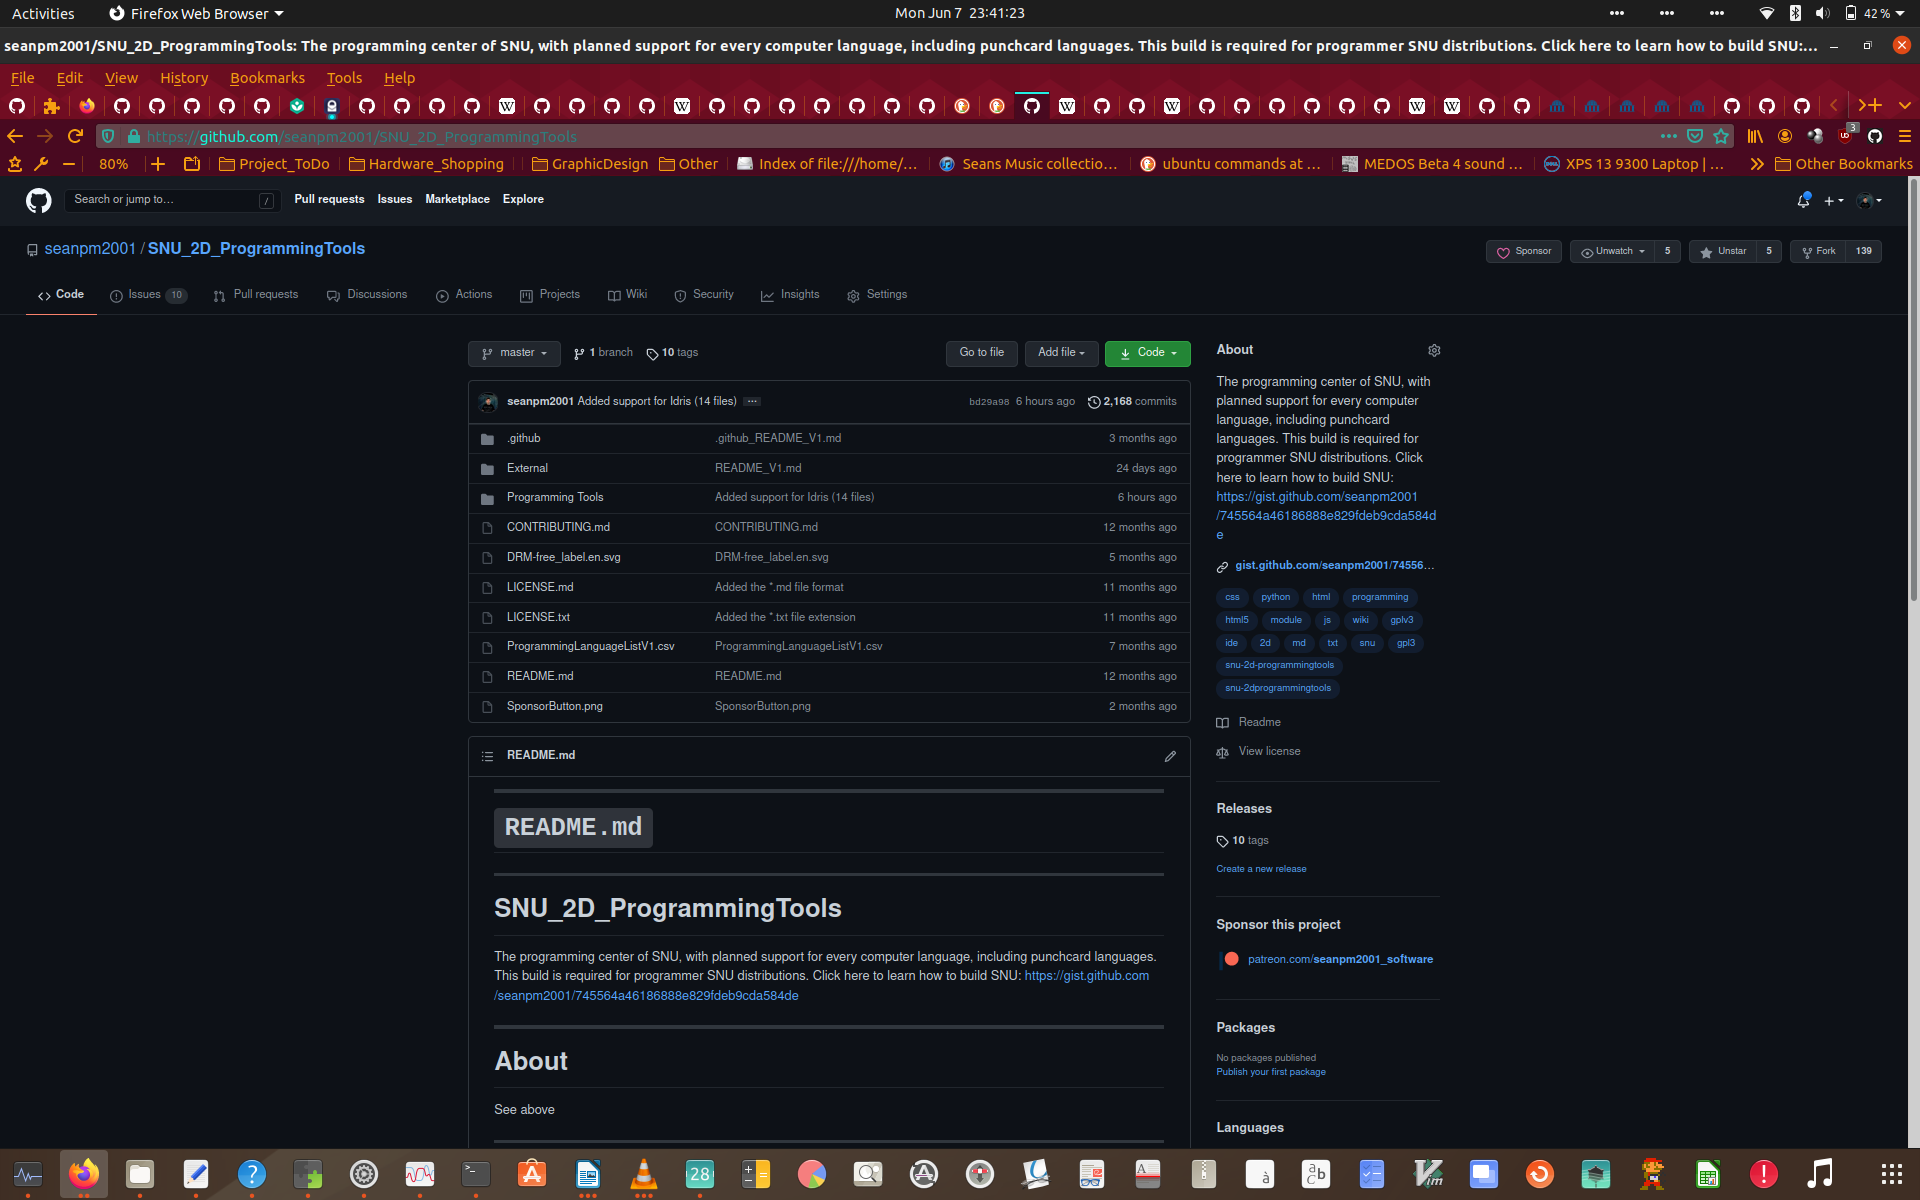 Activities
Firefox Web Browser
Mon Jun 7 23:41:23
42 %
seanpm2001/SNU_2D_ProgrammingTools: The programming center of SNU, with planned support for every computer language, including punchcard languages. This build is required for programmer SNU distributions. Click here to learn how to build SNU:...
File Edit View History Bookmarks Tools Help
https://github.com/seanpm2001/SNU_2D_ProgrammingTools
3
80%
Project_ToDo
Hardware_Shopping
GraphicDesign
Other
Index of file:///home/...
Seans Music collectio...
ubuntu commands at ...
MEDOS Beta 4 sound ...
XPS 13 9300 Laptop | ...
Other Bookmarks
Search or jump to...
/
Pull requests Issues Marketplace Explore
seanpm2001 / SNU_2D_ProgrammingTools
Sponsor
Unwatch 5
Unstar 5
Fork 139
Code
Issues 10
Pull requests
Discussions
Actions
Projects
Wiki
Security
Insights
Settings
master
1 branch
10 tags
Go to file
Add file
Code
seanpm2001 Added support for Idris (14 files) ...
bd29a98 6 hours ago
2,168 commits
.github .github_README_V1.md 3 months ago
External README_V1.md 24 days ago
Programming Tools Added support for Idris (14 files) 6 hours ago
CONTRIBUTING.md CONTRIBUTING.md 12 months ago
DRM-free_label.en.svg DRM-free_label.en.svg 5 months ago
LICENSE.md Added the *.md file format 11 months ago
LICENSE.txt Added the *.txt file extension 11 months ago
ProgrammingLanguageListV1.csv ProgrammingLanguageListV1.csv 7 months ago
README.md README.md 12 months ago
SponsorButton.png SponsorButton.png 2 months ago
README.md
README.md
SNU_2D_ProgrammingTools
The programming center of SNU, with planned support for every computer language, including punchcard languages.
This build is required for programmer SNU distributions. Click here to learn how to build SNU: https://gist.github.com
/seanpm2001/745564a46186888e829fdeb9cda584de
About
See above
About
The programming center of SNU, with
planned support for every computer
language, including punchcard
languages. This build is required for
programmer SNU distributions. Click
here to learn how to build SNU:
https://gist.github.com/seanpm2001
/745564a46186888e829fdeb9cda584d
e
gist.github.com/seanpm2001/74556...
css python html programming
html5 module js wiki gplv3
ide 2d md txt snu gpl3
snu-2d-programmingtools
snu-2dprogrammingtools
Readme
View license
Releases
10 tags
Create a new release
Sponsor this project
patreon.com/seanpm2001_software
Packages
No packages published
Publish your first package
Languages
28